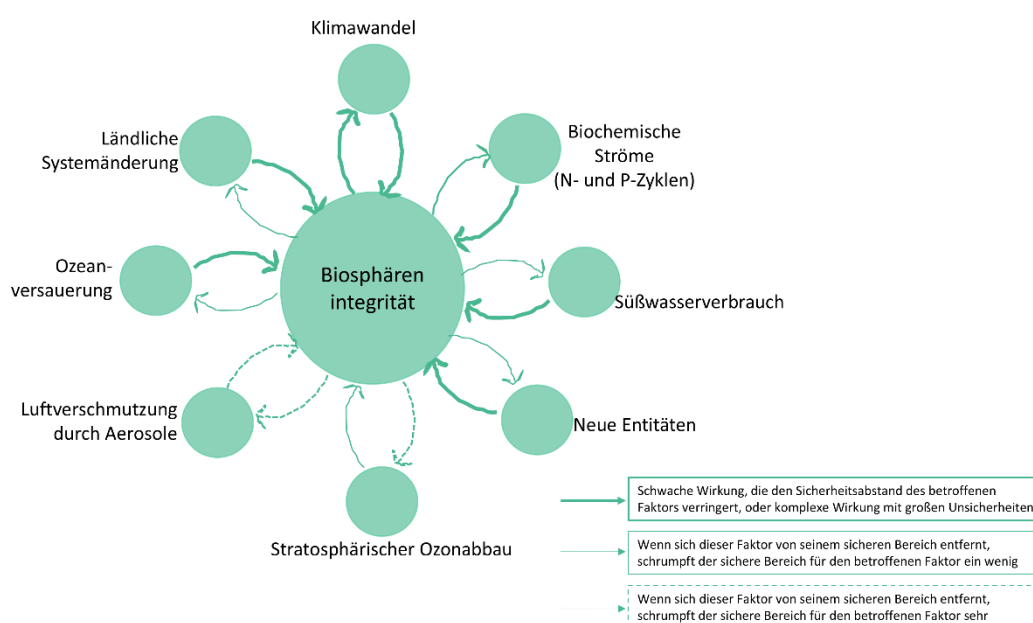 Klimawandel
Ländliche
Systemänderung
Biochemische
Ströme
(N- und P-Zyklen)
Ozean-
versauerung
Biosphären
integrität
Süßwasserverbrauch
Luftverschmutzung
durch Aerosole
Neue Entitäten
Stratosphärischer Ozonabbau
Schwache Wirkung, die den Sicherheitsabstand des betroffenen
Faktors verringert, oder komplexe Wirkung mit großen Unsicherheiten
Wenn sich dieser Faktor von seinem sicheren Bereich entfernt,
schrumpft der sichere Bereich für den betroffenen Faktor ein wenig
Wenn sich dieser Faktor von seinem sicheren Bereich entfernt,
schrumpft der sichere Bereich für den betroffenen Faktor sehr